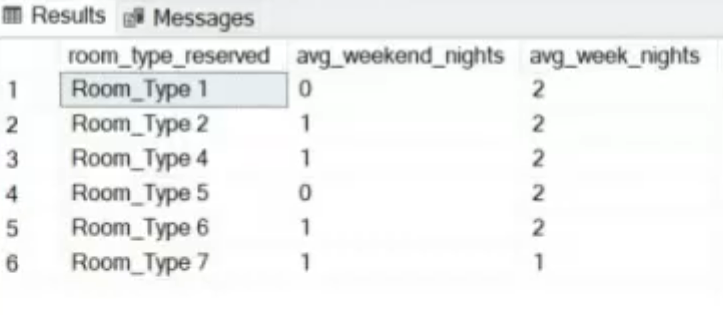 Results Messages
room_type_reserved avg_weekend_nights avg_week_nights
1 Room_Type 1 0 2
2 Room_Type 2 1 2
3 Room_Type 4 1 2
4 Room_Type 5 0 2
5 Room_Type 6 1 2
6 Room_Type 7 1 1